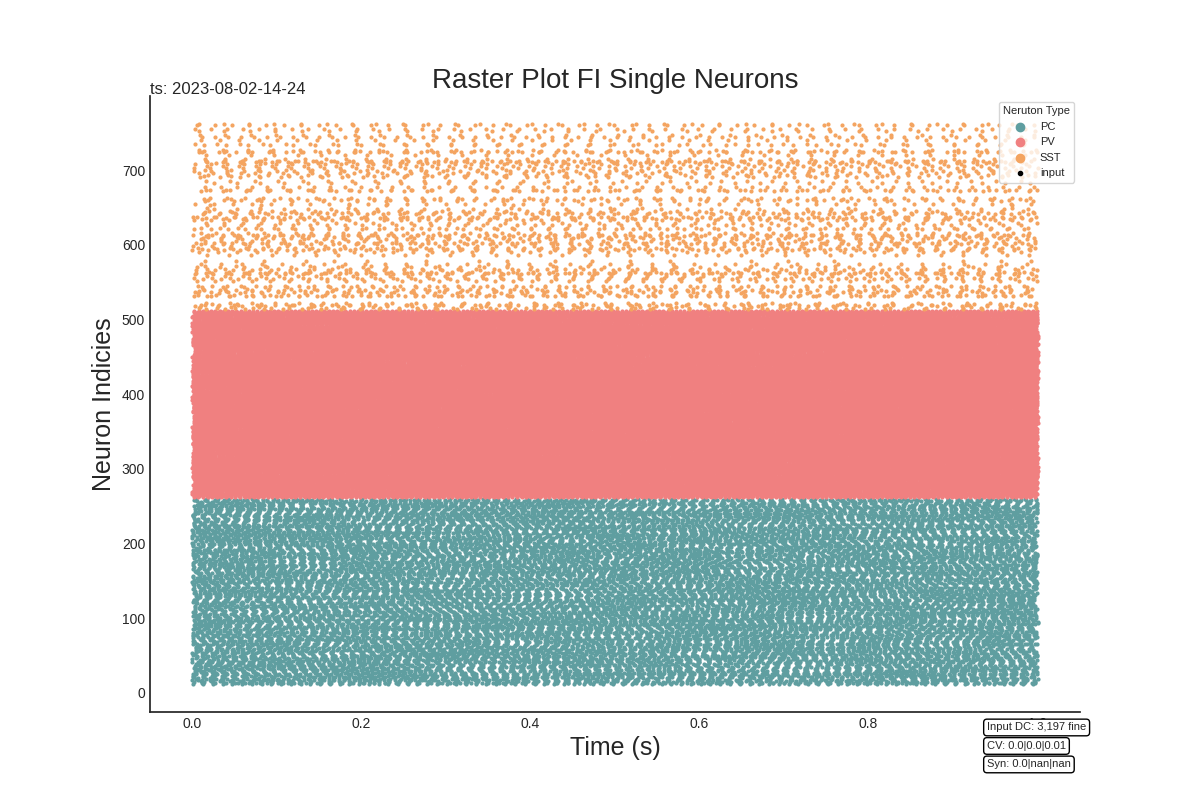 Raster Plot FI Single Neurons
ts: 2023-08-02-14-24
Neruton Type
PC
PV
SST
input
Neuron Indicies
700
600
500
400
300
200
100
0
0.0 0.2 0.4 0.6 0.8
Time (s)
Input DC: 3,197 fine
CV: 0.0|0.0|0.01
Syn: 0.0|nan|nan